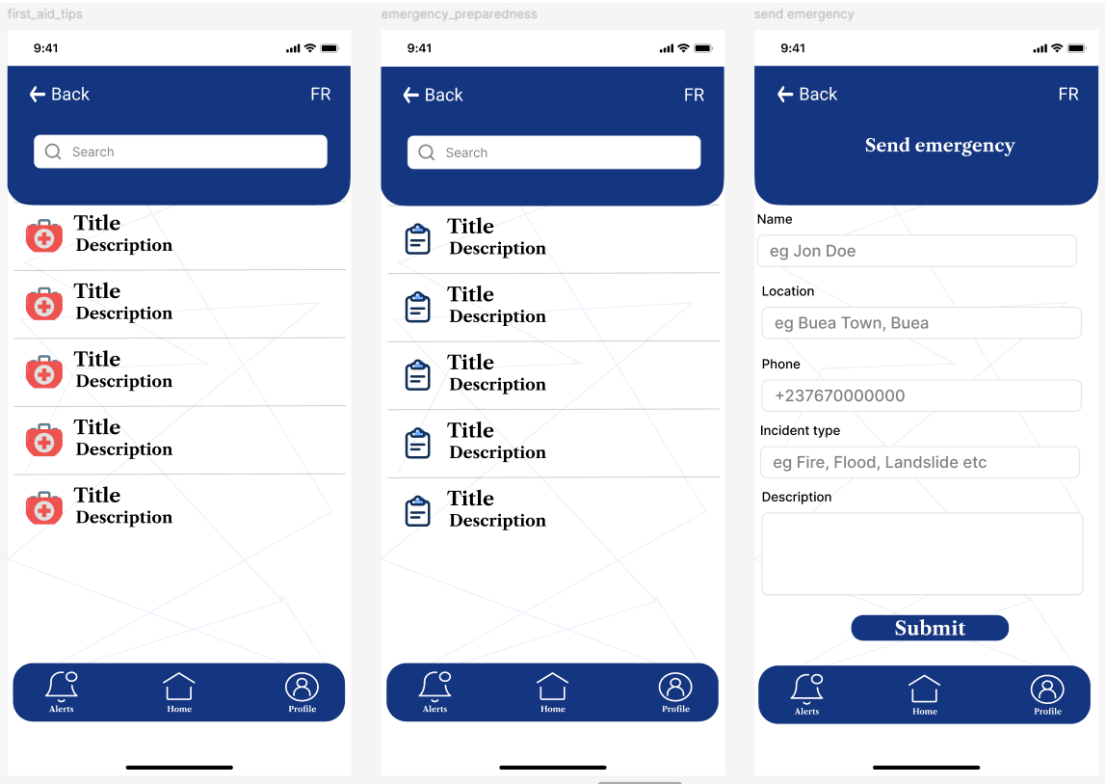 first_aid_tips
9:41
Back
FR
Search
Title
Description
Title
Description
Title
Description
Title
Description
Title
Description
Alerts
Home
Profile
emergency_preparedness
9:41
Back
FR
Search
Title
Description
Title
Description
Title
Description
Title
Description
Title
Description
Alerts
Home
Profile
send emergency
9:41
Back
FR
Send emergency
Name
eg Jon Doe
Location
eg Buea Town, Buea
Phone
+237670000000
Incident type
eg Fire, Flood, Landslide etc
Description
Submit
Alerts
Home
Profile